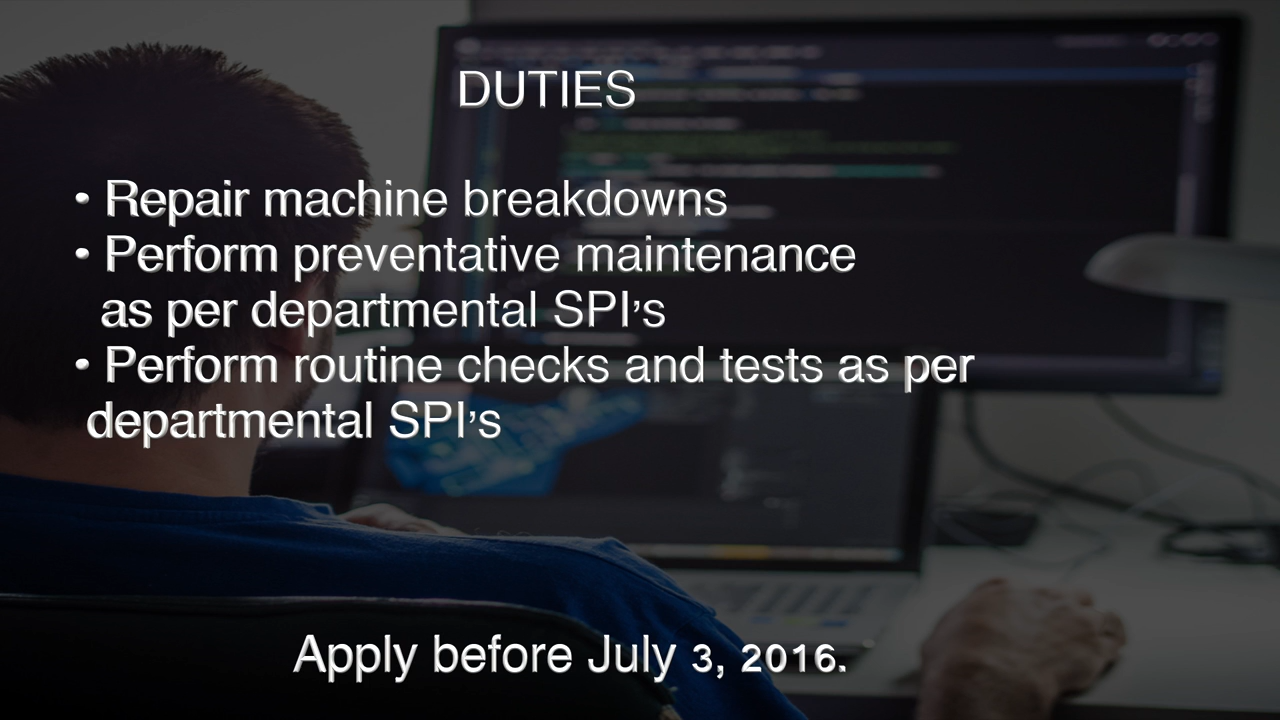 DUTIES
• Repair machine breakdowns
• Perform preventative maintenance
as per departmental SPI's
• Perform routine checks and tests as per
departmental SPI's
Apply before July 3, 2016.